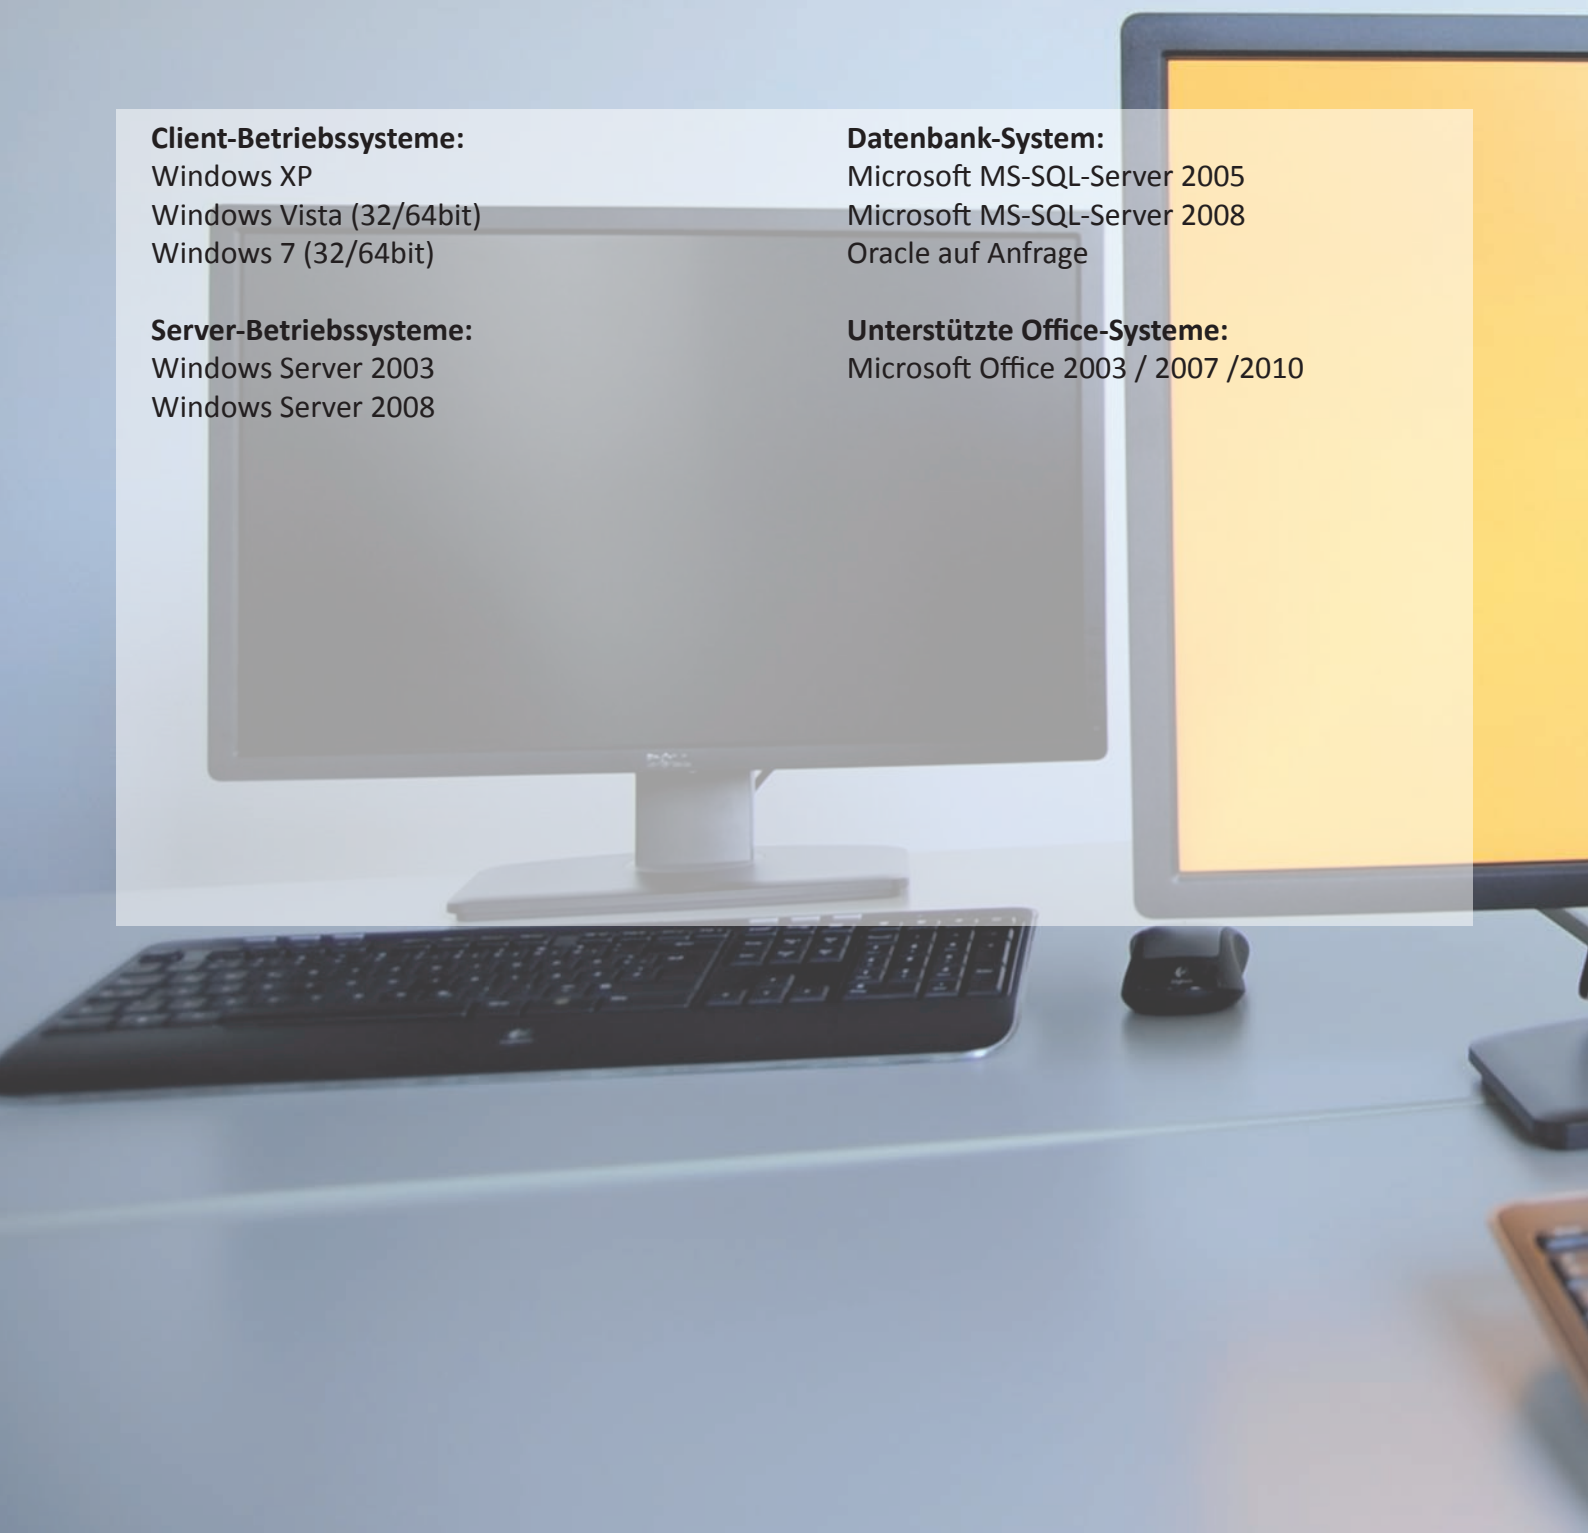 Client-Betriebssysteme:
Windows XP
Windows Vista (32/64bit)
Windows 7 (32/64bit)
Server-Betriebssysteme:
Windows Server 2003
Windows Server 2008
Datenbank-System:
Microsoft MS-SQL-Server 2005
Microsoft MS-SQL-Server 2008
Oracle auf Anfrage
Unterstützte Office-Systeme:
Microsoft Office 2003 / 2007 /2010